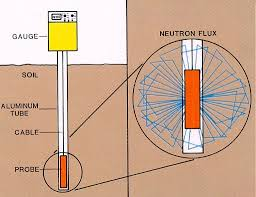 GAUGE
NEUTRON FLUX
SOIL
ALUMINUM
TUBE
CABLE
PROBE